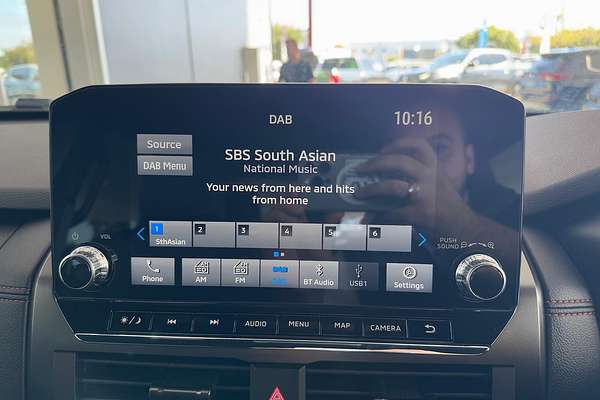 DAB 10:16
Source
DAB Menu
SBS South Asian
National Music
Your news from here and hits
from home
1 2 3 4 5 6
SthAsian
VOL
PUSH
SOUND
Phone AM FM DAB BT Audio USB1 Settings
AUDIO MENU MAP CAMERA